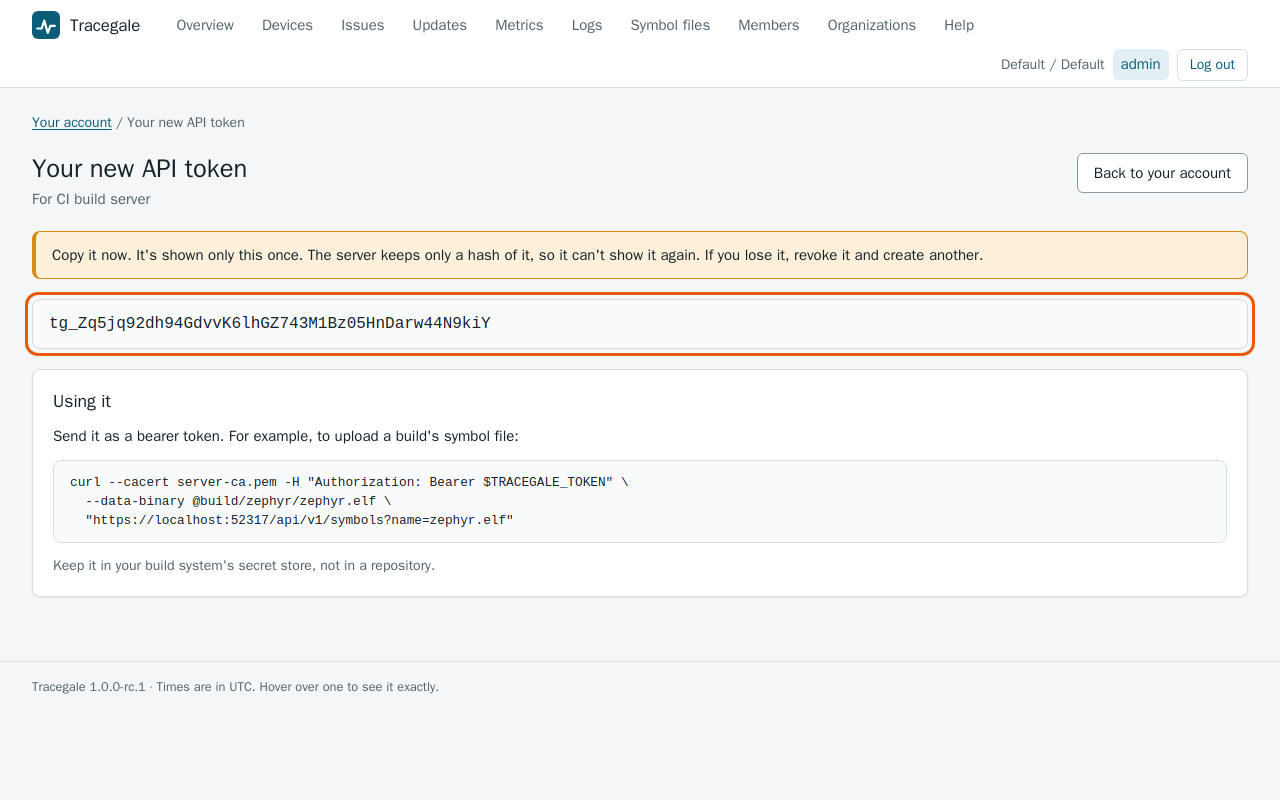 Tracegale
Overview
Devices
Issues
Updates
Metrics
Logs
Symbol files
Members
Organizations
Help
Default / Default
admin
Log out
Your account / Your new API token
Your new API token
Back to your account
For CI build server
Copy it now. It's shown only this once. The server keeps only a hash of it, so it can't show it again. If you lose it, revoke it and create another.
tg_Zq5jq92dh94GdvvK6lhGZ743M1Bz05HnDarw44N9kiY
Using it
Send it as a bearer token. For example, to upload a build's symbol file:
curl --cacert server-ca.pem -H "Authorization: Bearer $TRACEGALE_TOKEN" \
--data-binary @build/zephyr/zephyr.elf \
"https://localhost:52317/api/v1/symbols?name=zephyr.elf"
Keep it in your build system's secret store, not in a repository.
Tracegale 1.0.0-rc.1 · Times are in UTC. Hover over one to see it exactly.